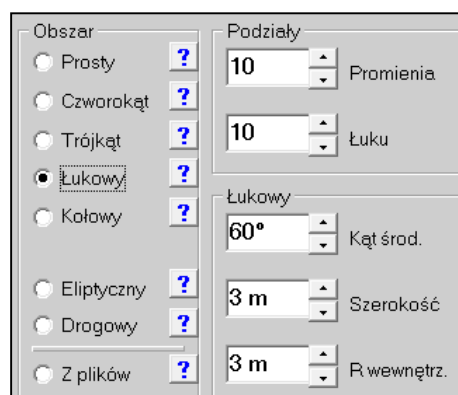 Obszar
Prosty ?
Czworokąt ?
Trójkąt ?
Łukowy ?
Kołowy ?
Eliptyczny ?
Drogowy ?
Z plików ?
Podziały
10 Promienia
10 Łuku
Łukowy
60° Kąt środ.
3 m Szerokość
3 m R wewnętrz.